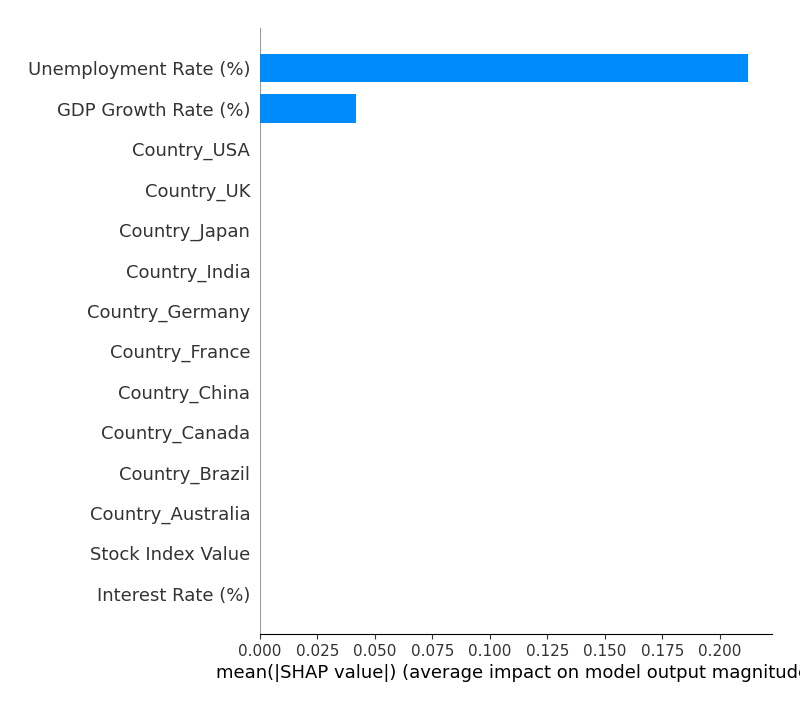 Unemployment Rate (%)
GDP Growth Rate (%)
Country_USA
Country_UK
Country_Japan
Country_India
Country_Germany
Country_France
Country_China
Country_Canada
Country_Brazil
Country_Australia
Stock Index Value
Interest Rate (%)
0.000 0.025 0.050 0.075 0.100 0.125 0.150 0.175 0.200
mean(|SHAP value|) (average impact on model output magnitude